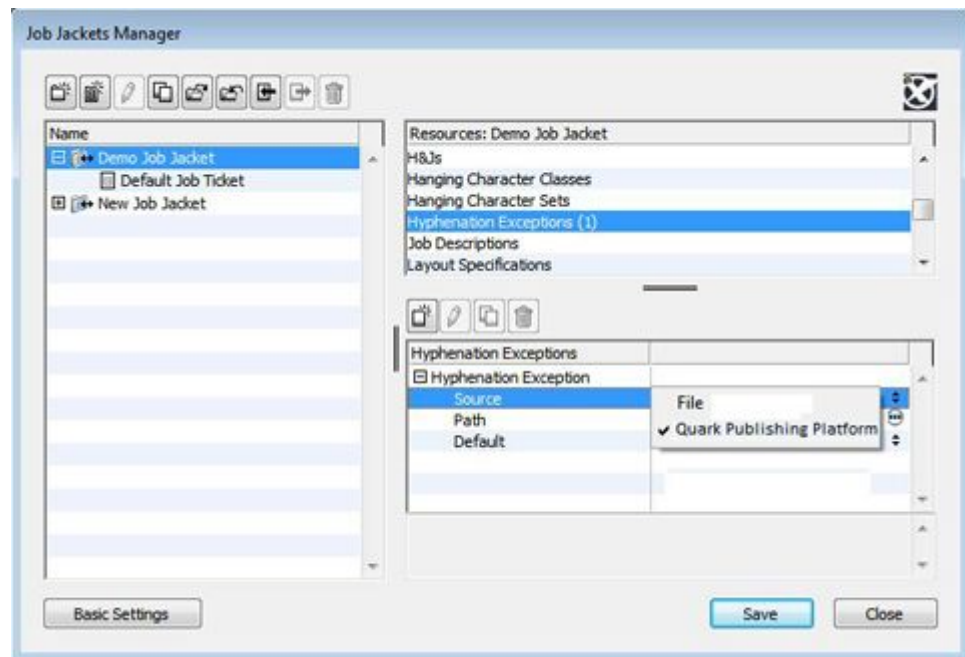 Job Jackets Manager
Name
Demo Job Jacket
Default Job Ticket
New Job Jacket
Resources: Demo Job Jacket
H&Js
Hanging Character Classes
Hanging Character Sets
Hyphenation Exceptions (1)
Job Descriptions
Layout Specifications
Hyphenation Exceptions
Hyphenation Exception
Source
File
Path
Quark Publishing Platform
Default
Basic Settings
Save
Close